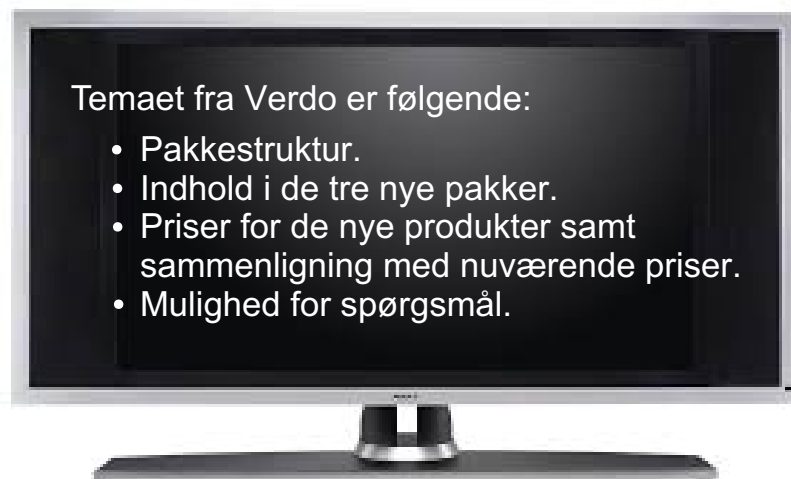 Temaet fra Verdo er følgende:
• Pakkestruktur.
• Indhold i de tre nye pakker.
• Priser for de nye produkter samt
sammenligning med nuværende priser.
• Mulighed for spørgsmål.